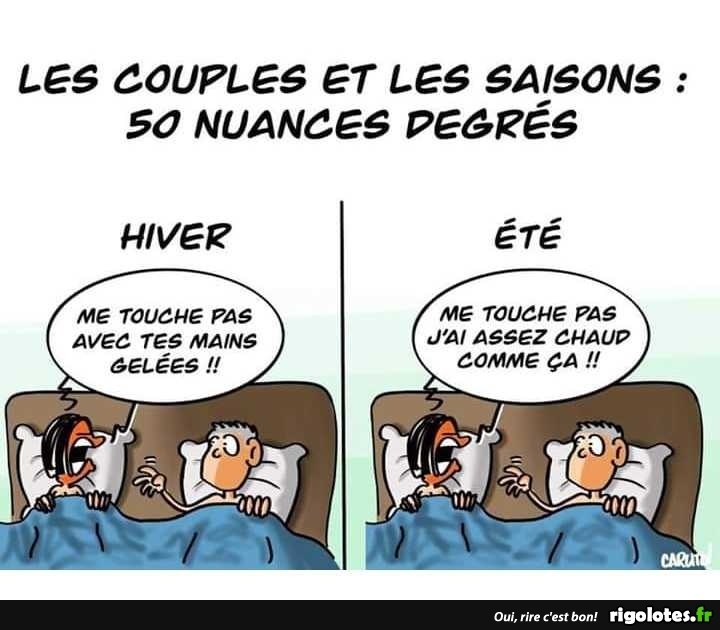 LES COUPLES ET LES SAISONS :
50 NUANCES DEGRÉS
HIVER
ME TOUCHE PAS
AVEC TES MAINS
GELÉES !!
ÉTÉ
ME TOUCHE PAS
J'AI ASSEZ CHAUD
COMME ÇA !!
Oui, rire c'est bon! rigolotes.fr